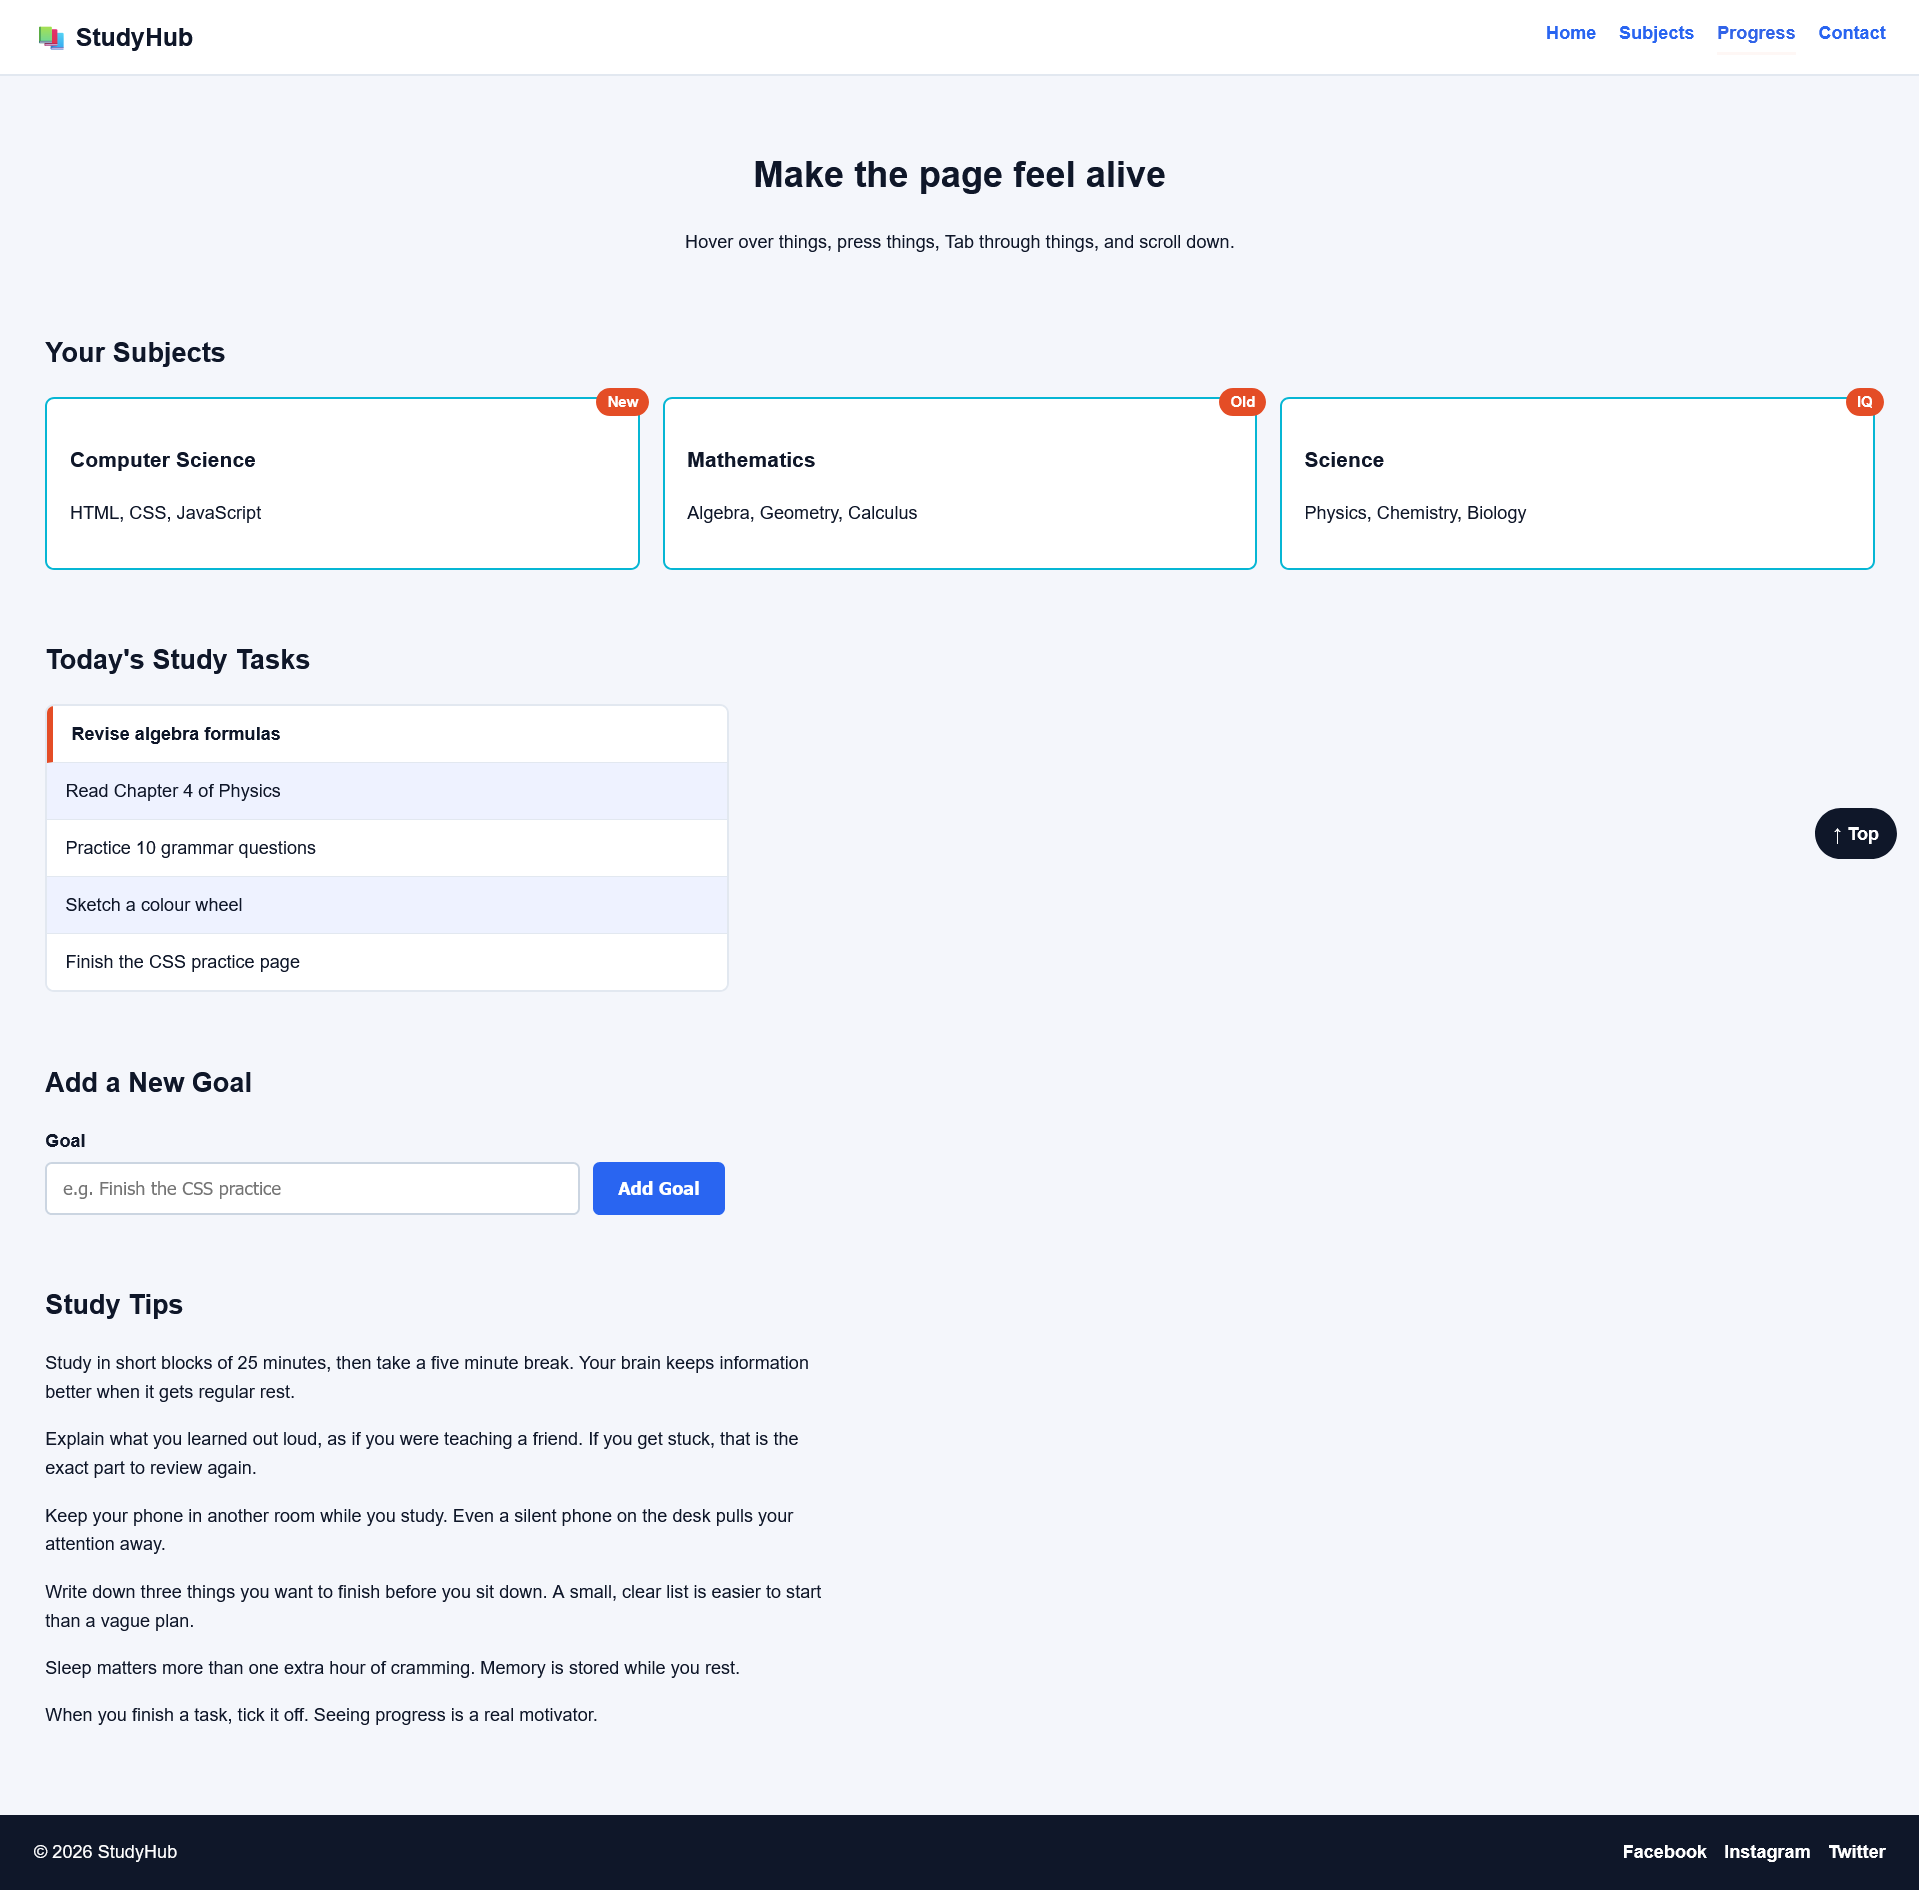 StudyHub
Home Subjects Progress Contact
Make the page feel alive
Hover over things, press things, Tab through things, and scroll down.
Your Subjects
New
Computer Science
HTML, CSS, JavaScript
Old
Mathematics
Algebra, Geometry, Calculus
IQ
Science
Physics, Chemistry, Biology
Today's Study Tasks
Revise algebra formulas
Read Chapter 4 of Physics
Practice 10 grammar questions
Sketch a colour wheel
Finish the CSS practice page
↑ Top
Add a New Goal
Goal
e.g. Finish the CSS practice
Add Goal
Study Tips
Study in short blocks of 25 minutes, then take a five minute break. Your brain keeps information
better when it gets regular rest.
Explain what you learned out loud, as if you were teaching a friend. If you get stuck, that is the
exact part to review again.
Keep your phone in another room while you study. Even a silent phone on the desk pulls your
attention away.
Write down three things you want to finish before you sit down. A small, clear list is easier to start
than a vague plan.
Sleep matters more than one extra hour of cramming. Memory is stored while you rest.
When you finish a task, tick it off. Seeing progress is a real motivator.
© 2026 StudyHub
Facebook Instagram Twitter